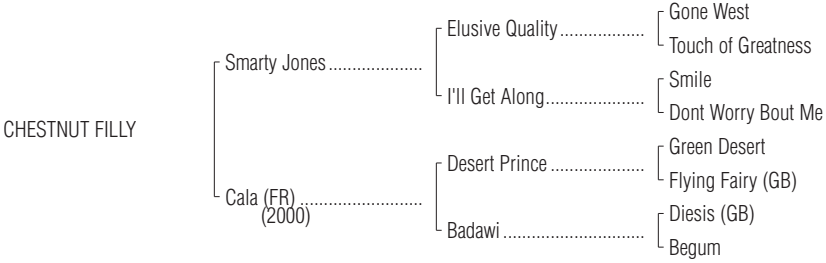 Gone West
Elusive Quality..................
Touch of Greatness
Smarty Jones....................
Smile
I'll Get Along.....................
Dont Worry Bout Me
CHESTNUT FILLY
Green Desert
Desert Prince....................
Flying Fairy (GB)
Cala (FR)..........................
(2000)
Diesis (GB)
Badawi..............................
Begum